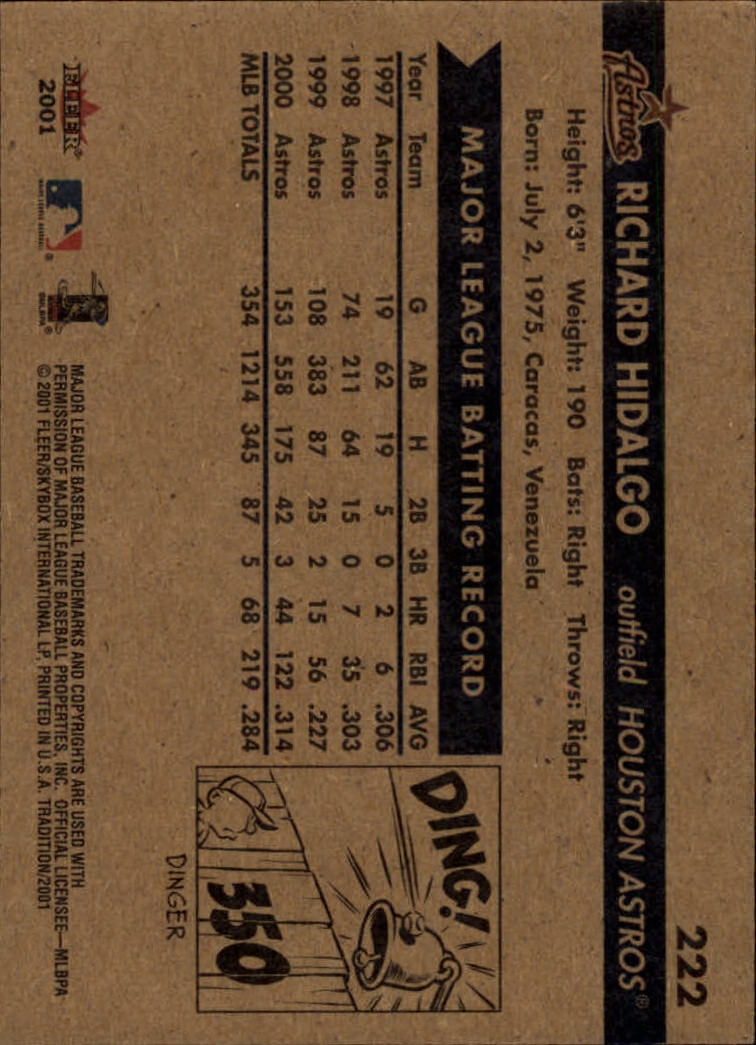 222
Astros RICHARD HIDALGO outfield HOUSTON ASTROS®
Height: 6'3" Weight: 190 Bats: Right Throws: Right
Born: July 2, 1975, Caracas, Venezuela
MAJOR LEAGUE BATTING RECORD
Year Team G AB H 2B 3B HR RBI AVG
1997 Astros 19 62 19 5 0 2 6 .306
1998 Astros 74 211 64 15 0 7 35 .303
1999 Astros 108 383 87 25 2 15 56 .227
2000 Astros 153 558 175 42 3 44 122 .314
MLB TOTALS 354 1214 345 87 5 68 219 .284
DING!
350
DINGER
FLEER®
2001
MAJOR LEAGUE BASEBALL
®
MLBPA
®
MAJOR LEAGUE BASEBALL TRADEMARKS AND COPYRIGHTS ARE USED WITH
PERMISSION OF MAJOR LEAGUE BASEBALL PROPERTIES, INC. OFFICIAL LICENSEE—MLBPA
© 2001 FLEER/SKYBOX INTERNATIONAL LP, PRINTED IN U.S.A. TRADITION/2001